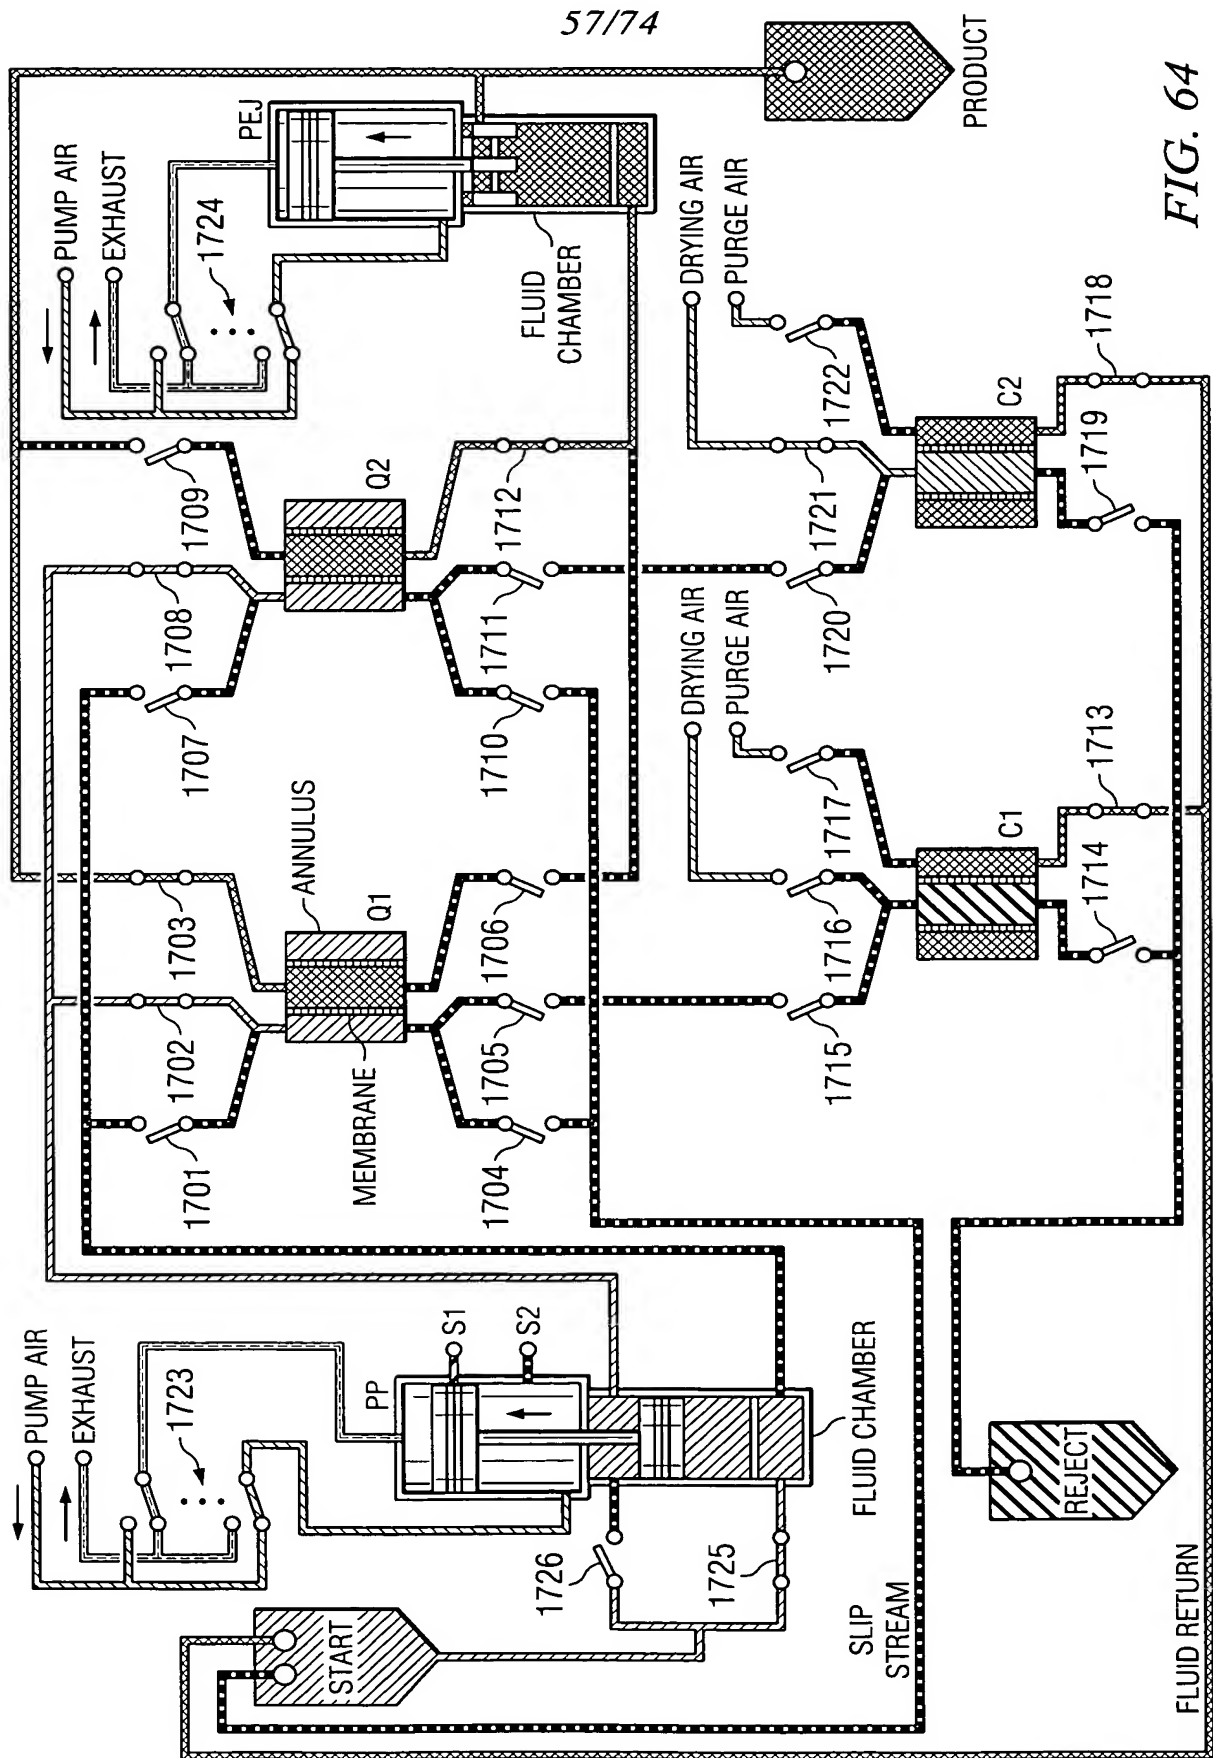 57/74
PUMP AIR
EXHAUST
1723
PP
S1
S2
1726
1725
START
SLIP
STREAM
FLUID CHAMBER
REJECT
FLUID RETURN
1701
1702
1703
ANNULUS
Q1
MEMBRANE
1704
1705
1706
1707
1708
1709
Q2
1710
1711
1712
PUMP AIR
EXHAUST
1724
PEJ
FLUID
CHAMBER
PRODUCT
DRYING AIR
PURGE AIR
1715
1716
1717
C1
1714
1713
DRYING AIR
PURGE AIR
1720
1721
1722
C2
1719
1718
FIG. 64